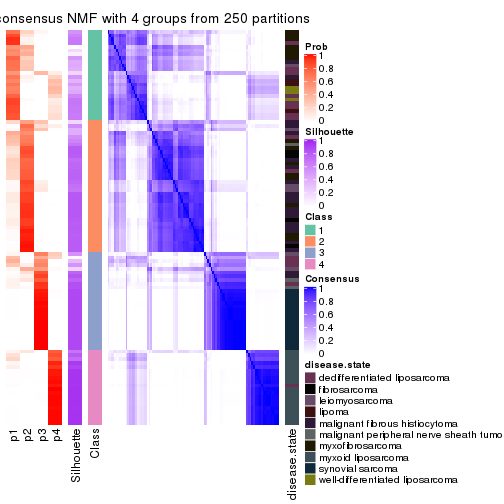 consensus NMF with 4 groups from 250 partitions
Prob
1
0.8
0.6
0.4
0.2
0
Silhouette
1
0.8
0.6
0.4
0.2
0
Class
1
2
3
4
Consensus
1
0.8
0.6
0.4
0.2
0
disease.state
dedifferentiated liposarcoma
fibrosarcoma
leiomyosarcoma
lipoma
malignant fibrous histiocytoma
malignant peripheral nerve sheath tumo
myxofibrosarcoma
myxoid liposarcoma
synovial sarcoma
well-differentiated liposarcoma
p1
p2
p3
p4
Silhouette
Class
disease.state